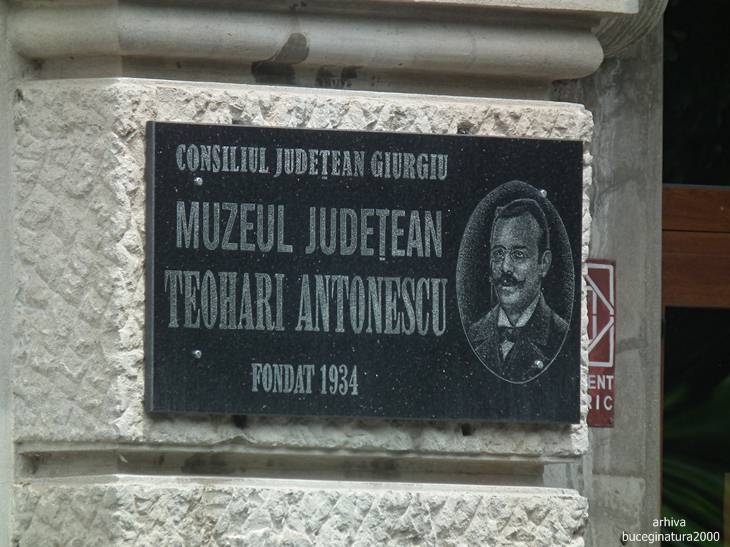 CONSILIUL JUDEȚEAN GIURGIU
MUZEUL JUDEȚEAN
TEOHARI ANTONESCU
FONDAT 1934
arhiva
buceginatura2000